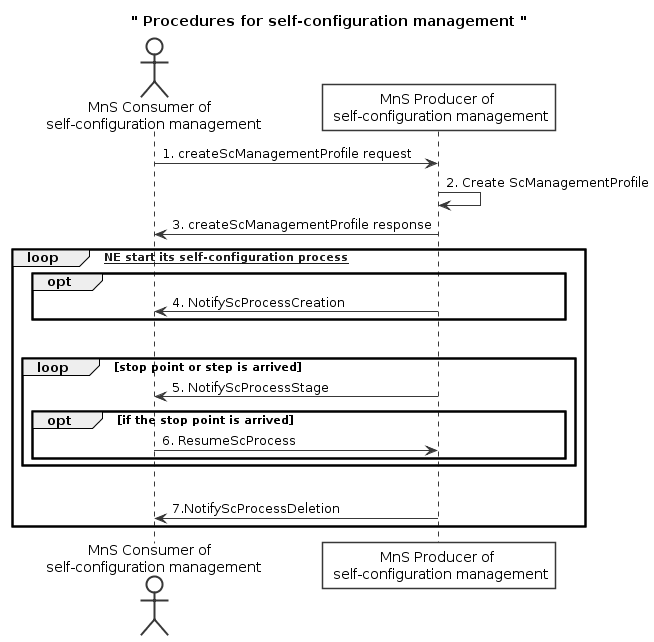 " Procedures for self-configuration management "
MnS Consumer of
self-configuration management
MnS Producer of
self-configuration management
1. createScManagementProfile request
2. Create ScManagementProfile
3. createScManagementProfile response
loop NE start its self-configuration process
opt
4. NotifyScProcessCreation
loop [stop point or step is arrived]
5. NotifyScProcessStage
opt [if the stop point is arrived]
6. ResumeScProcess
7.NotifyScProcessDeletion
MnS Consumer of
self-configuration management
MnS Producer of
self-configuration management